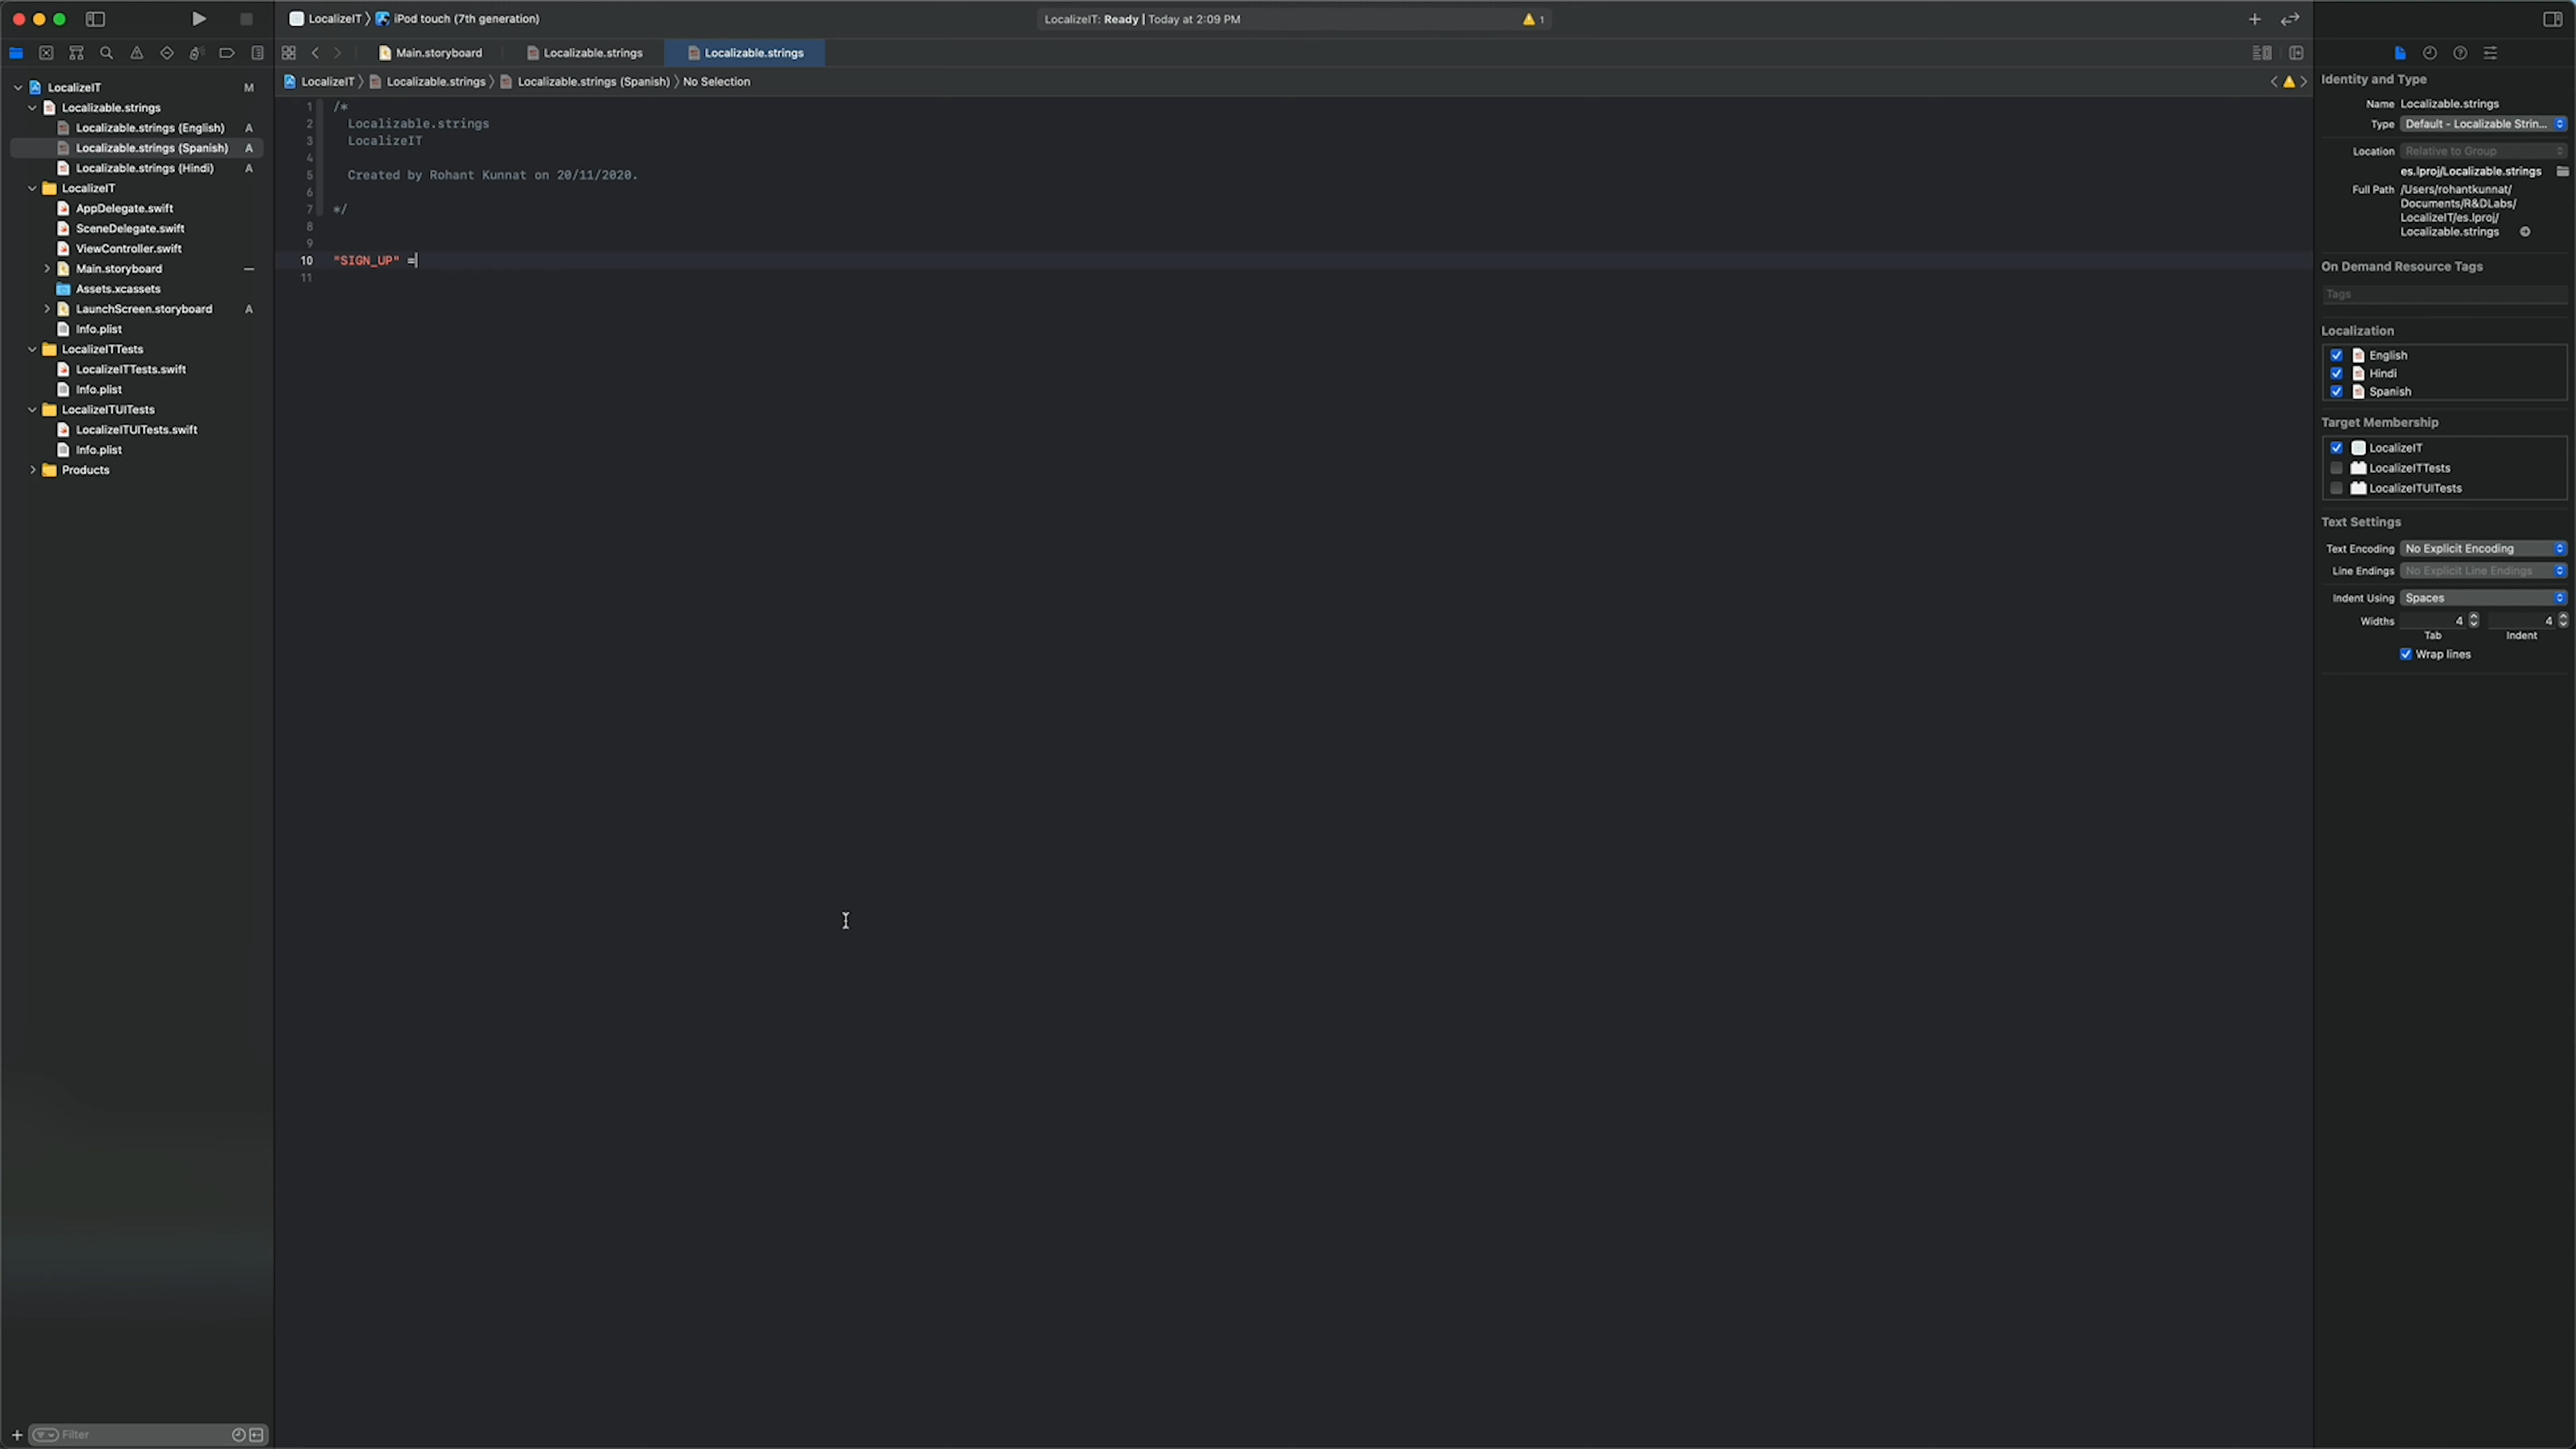 LocalizeIT 〉 iPod touch (7th generation)
LocalizeIT: Ready | Today at 2:09 PM
1
Main.storyboard
Localizable.strings
Localizable.strings
LocalizeIT 〉 Localizable.strings 〉 Localizable.strings (Spanish) 〉 No Selection
LocalizeIT M
Localizable.strings
Localizable.strings (English) A
Localizable.strings (Spanish) A
Localizable.strings (Hindi) A
LocalizeIT
AppDelegate.swift
SceneDelegate.swift
ViewController.swift
Main.storyboard —
Assets.xcassets
LaunchScreen.storyboard A
Info.plist
LocalizeITTests
LocalizeITTests.swift
Info.plist
LocalizeITUITests
LocalizeITUITests.swift
Info.plist
Products
Filter
1 /*
2 Localizable.strings
3 LocalizeIT
4
5 Created by Rohant Kunnat on 20/11/2020.
6
7 */
8
9
10 "SIGN_UP" =
11
Identity and Type
Name Localizable.strings
Type Default - Localizable Strin...
Location Relative to Group
es.lproj/Localizable.strings
Full Path /Users/rohantkunnat/
Documents/R&DLabs/
LocalizeIT/es.lproj/
Localizable.strings
On Demand Resource Tags
Tags
Localization
English
Hindi
Spanish
Target Membership
LocalizeIT
LocalizeITTests
LocalizeITUITests
Text Settings
Text Encoding No Explicit Encoding
Line Endings No Explicit Line Endings
Indent Using Spaces
Widths 4 4
Tab Indent
Wrap lines